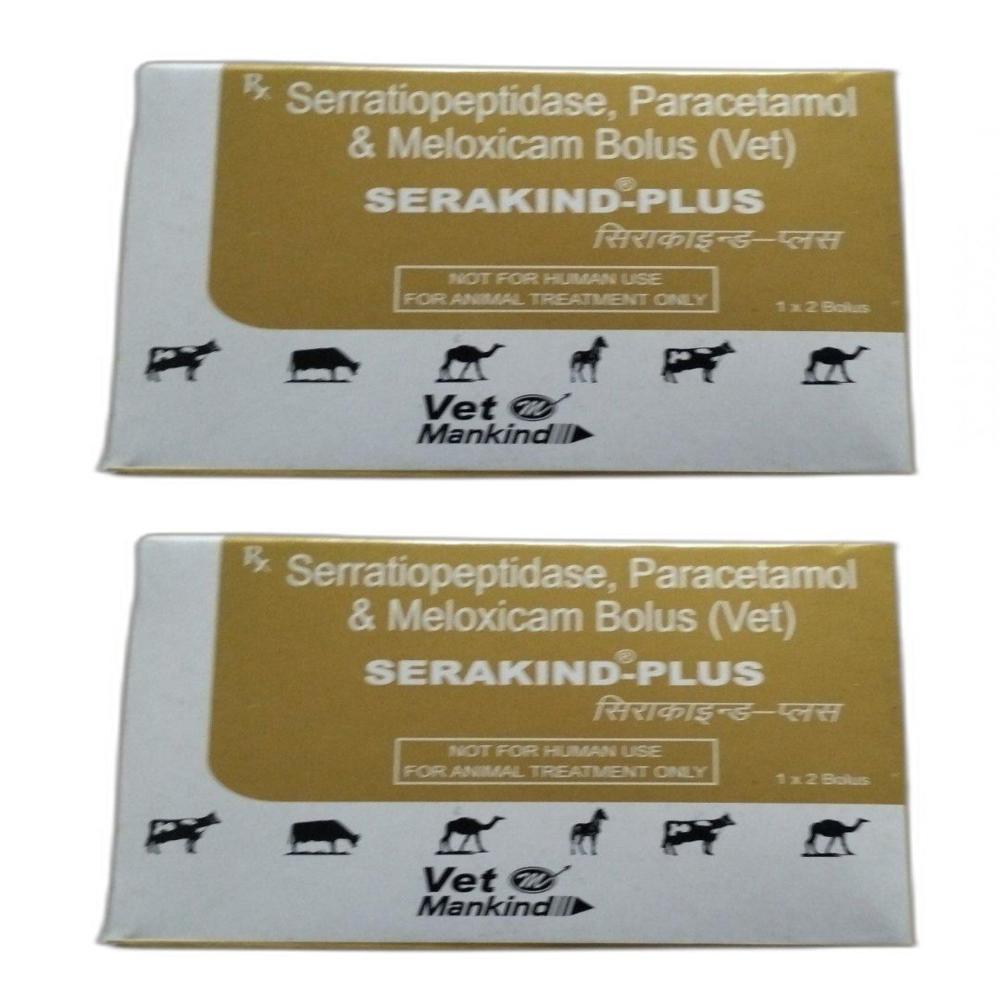 Rx Serratiopeptidase, Paracetamol
& Meloxicam Bolus (Vet)
SERAKIND®-PLUS
सिराकाइन्ड–प्लस
NOT FOR HUMAN USE
FOR ANIMAL TREATMENT ONLY
1 x 2 Bolus
Vet m
Mankind
Rx Serratiopeptidase, Paracetamol
& Meloxicam Bolus (Vet)
SERAKIND®-PLUS
सिराकाइन्ड–प्लस
NOT FOR HUMAN USE
FOR ANIMAL TREATMENT ONLY
1 x 2 Bolus
Vet m
Mankind